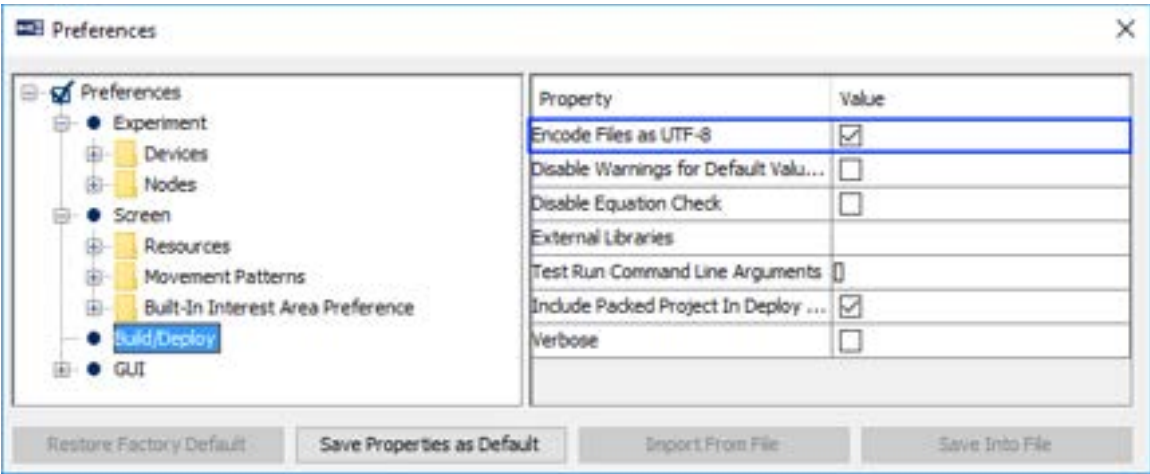 Preferences
Preferences
Experiment
Devices
Nodes
Screen
Resources
Movement Patterns
Built-In Interest Area Preference
Build/Deploy
GUI
Property Value
Encode Files as UTF-8
Disable Warnings for Default Valu...
Disable Equation Check
External Libraries
Test Run Command Line Arguments []
Include Packed Project In Deploy ...
Verbose
Restore Factory Default Save Properties as Default Import From File Save Into File